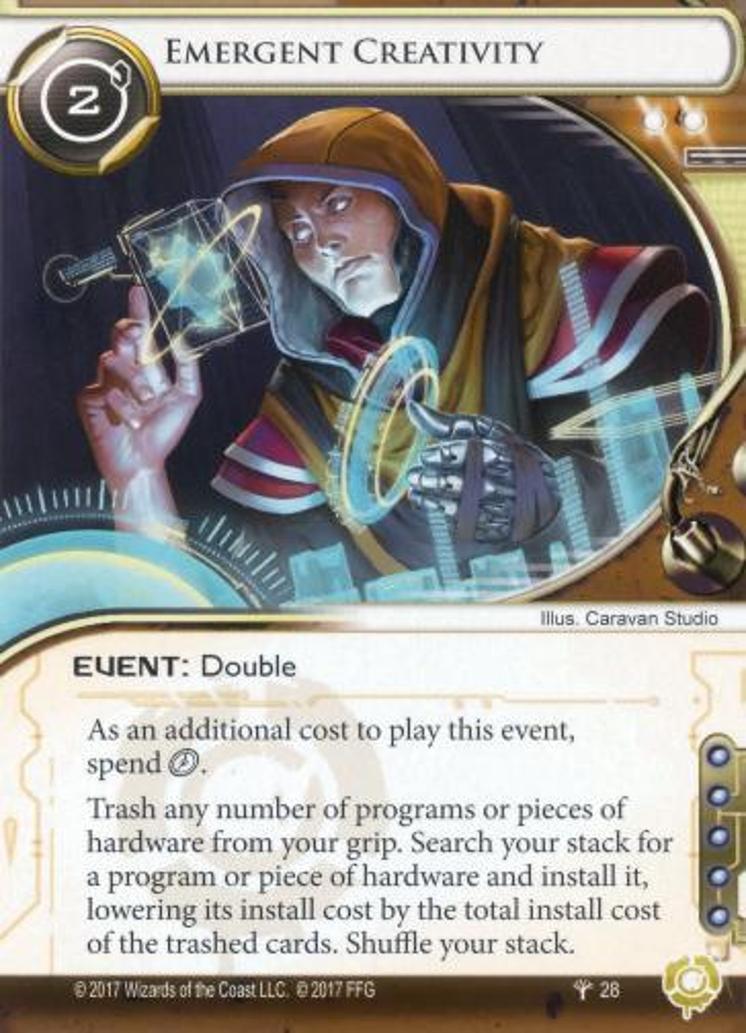 EMERGENT CREATIVITY
2
Illus. Caravan Studio
EVENT: Double
As an additional cost to play this event,
spend .
Trash any number of programs or pieces of
hardware from your grip. Search your stack for
a program or piece of hardware and install it,
lowering its install cost by the total install cost
of the trashed cards. Shuffle your stack.
© 2017 Wizards of the Coast LLC. © 2017 FFG
28